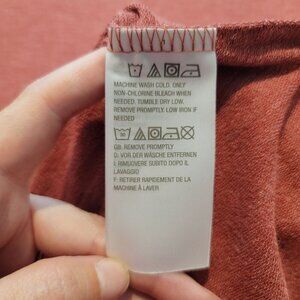 MACHINE WASH COLD. ONLY
NON-CHLORINE BLEACH WHEN
NEEDED. TUMBLE DRY LOW.
REMOVE PROMPTLY. LOW IRON IF
NEEDED
GB: REMOVE PROMPTLY
D: VOR DER WÄSCHE ENTFERNEN
I: RIMUOVERE SUBITO DOPO IL
LAVAGGIO
F: RETIRER RAPIDEMENT DE LA
MACHINE À LAVER